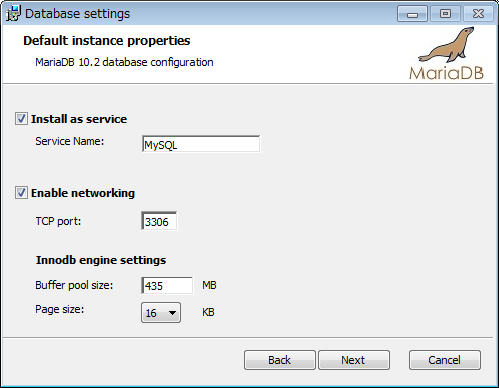 Database settings
Default instance properties
MariaDB 10.2 database configuration
MariaDB
Install as service
Service Name: MySQL
Enable networking
TCP port: 3306
Innodb engine settings
Buffer pool size: 435 MB
Page size: 16 KB
Back Next Cancel